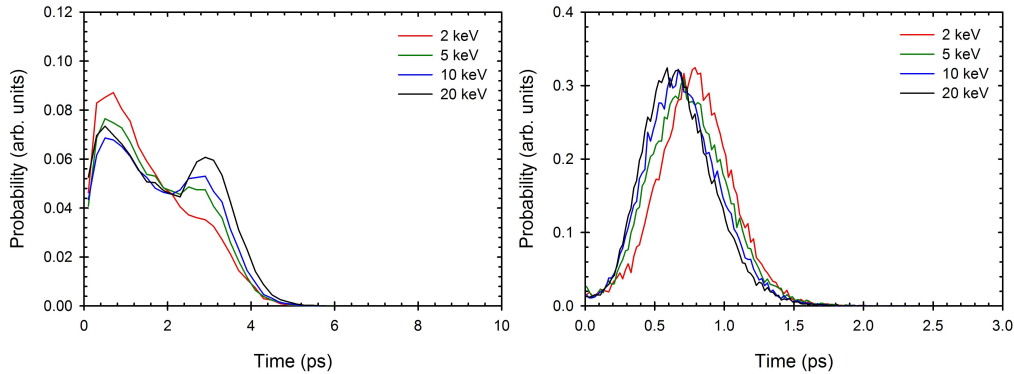 0.12
0.10
0.08
0.06
0.04
0.02
0.00
Probability (arb. units)
0 2 4 6 8 10
Time (ps)
2 keV
5 keV
10 keV
20 keV
0.4
0.3
0.2
0.1
0.0
Probability (arb. units)
0.0 0.5 1.0 1.5 2.0 2.5 3.0
Time (ps)
2 keV
5 keV
10 keV
20 keV